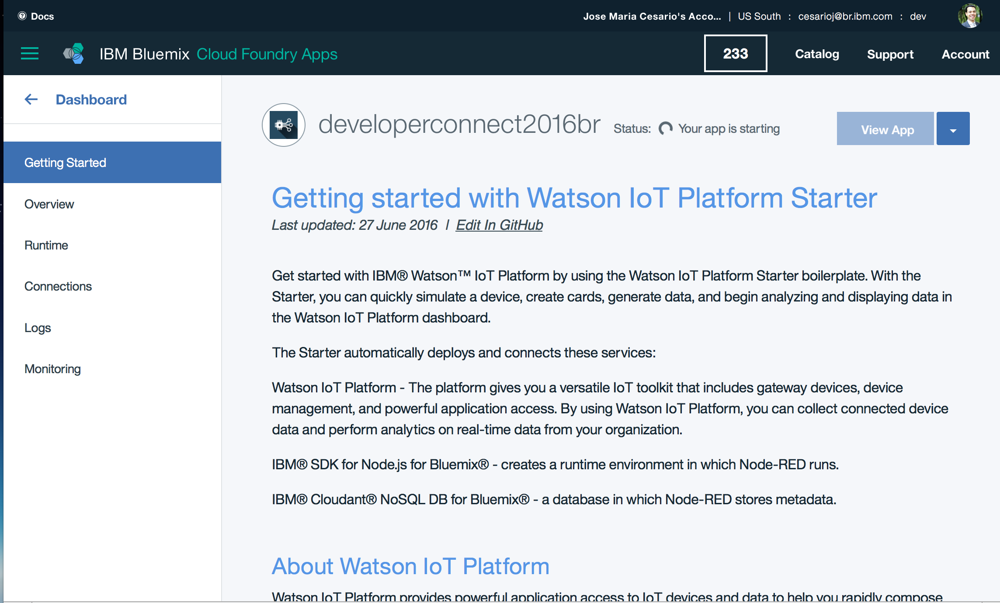 Docs
Jose Maria Cesario's Acco... | US South : cesarioj@br.ibm.com : dev
IBM Bluemix Cloud Foundry Apps
233
Catalog
Support
Account
Dashboard
Getting Started
Overview
Runtime
Connections
Logs
Monitoring
developerconnect2016br
Status: Your app is starting
View App
Getting started with Watson IoT Platform Starter
Last updated: 27 June 2016 | Edit In GitHub
Get started with IBM® Watson™ IoT Platform by using the Watson IoT Platform Starter boilerplate. With the
Starter, you can quickly simulate a device, create cards, generate data, and begin analyzing and displaying data in
the Watson IoT Platform dashboard.
The Starter automatically deploys and connects these services:
Watson IoT Platform - The platform gives you a versatile IoT toolkit that includes gateway devices, device
management, and powerful application access. By using Watson IoT Platform, you can collect connected device
data and perform analytics on real-time data from your organization.
IBM® SDK for Node.js for Bluemix® - creates a runtime environment in which Node-RED runs.
IBM® Cloudant® NoSQL DB for Bluemix® - a database in which Node-RED stores metadata.
About Watson IoT Platform
Watson IoT Platform provides powerful application access to IoT devices and data to help you rapidly compose